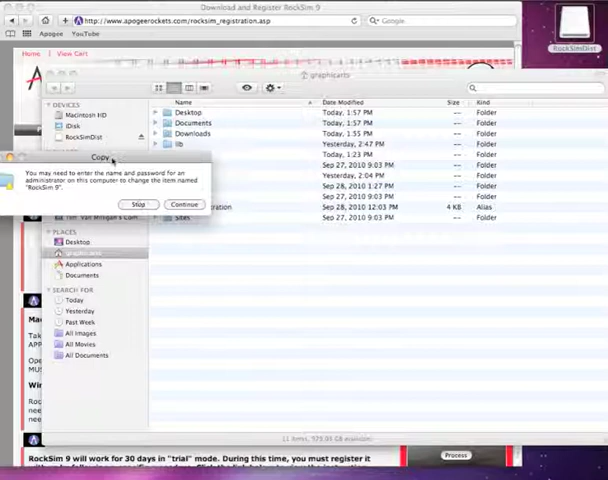 Download and Register RockSim 9
http://www.apogeerockets.com/rocksim_registration.asp
Google
Apogee YouTube
RockSimDist
Home | View Cart
graphicarts
DEVICES
Macintosh HD
iDisk
RockSimDist
Name Date Modified Size Kind
Desktop Today, 1:57 PM -- Folder
Documents Today, 1:57 PM -- Folder
Downloads Today, 1:55 PM -- Folder
lib Yesterday, 2:47 PM -- Folder
Today, 1:23 PM -- Folder
Sep 27, 2010 9:03 PM -- Folder
Yesterday, 2:04 PM -- Folder
Sep 28, 2010 1:27 PM -- Folder
Sep 27, 2010 9:03 PM -- Folder
Sep 28, 2010 12:03 PM 4 KB Alias
Sites Sep 27, 2010 9:03 PM -- Folder
Copy
You may need to enter the name and password for an
administrator on this computer to change the item named
"RockSim 9".
Stop Continue
PLACES
Desktop
graphicarts
Applications
Documents
SEARCH FOR
Today
Yesterday
Past Week
All Images
All Movies
All Documents
RockSim 9 will work for 30 days in "trial" mode. During this time, you must register it
Process